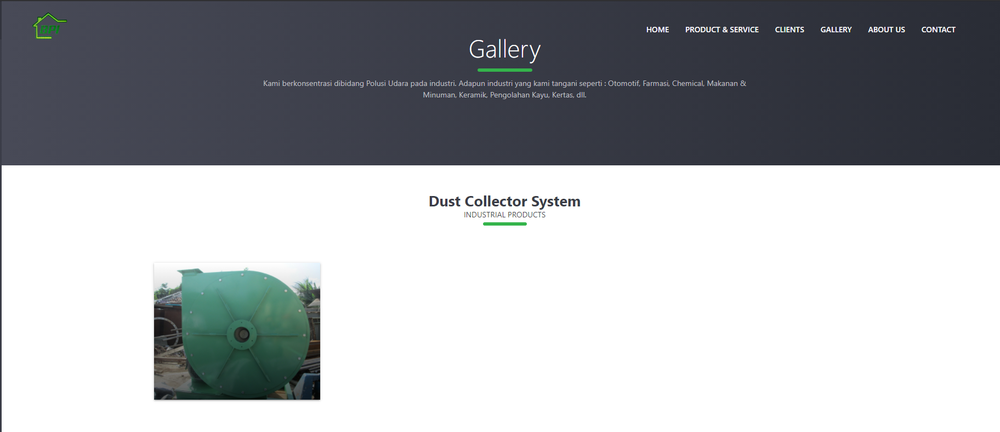 BPI
HOME PRODUCT & SERVICE CLIENTS GALLERY ABOUT US CONTACT
Gallery
Kami berkonsentrasi dibidang Polusi Udara pada industri. Adapun industri yang kami tangani seperti : Otomotif, Farmasi, Chemical, Makanan &
Minuman, Keramik, Pengolahan Kayu, Kertas, dll.
Dust Collector System
INDUSTRIAL PRODUCTS